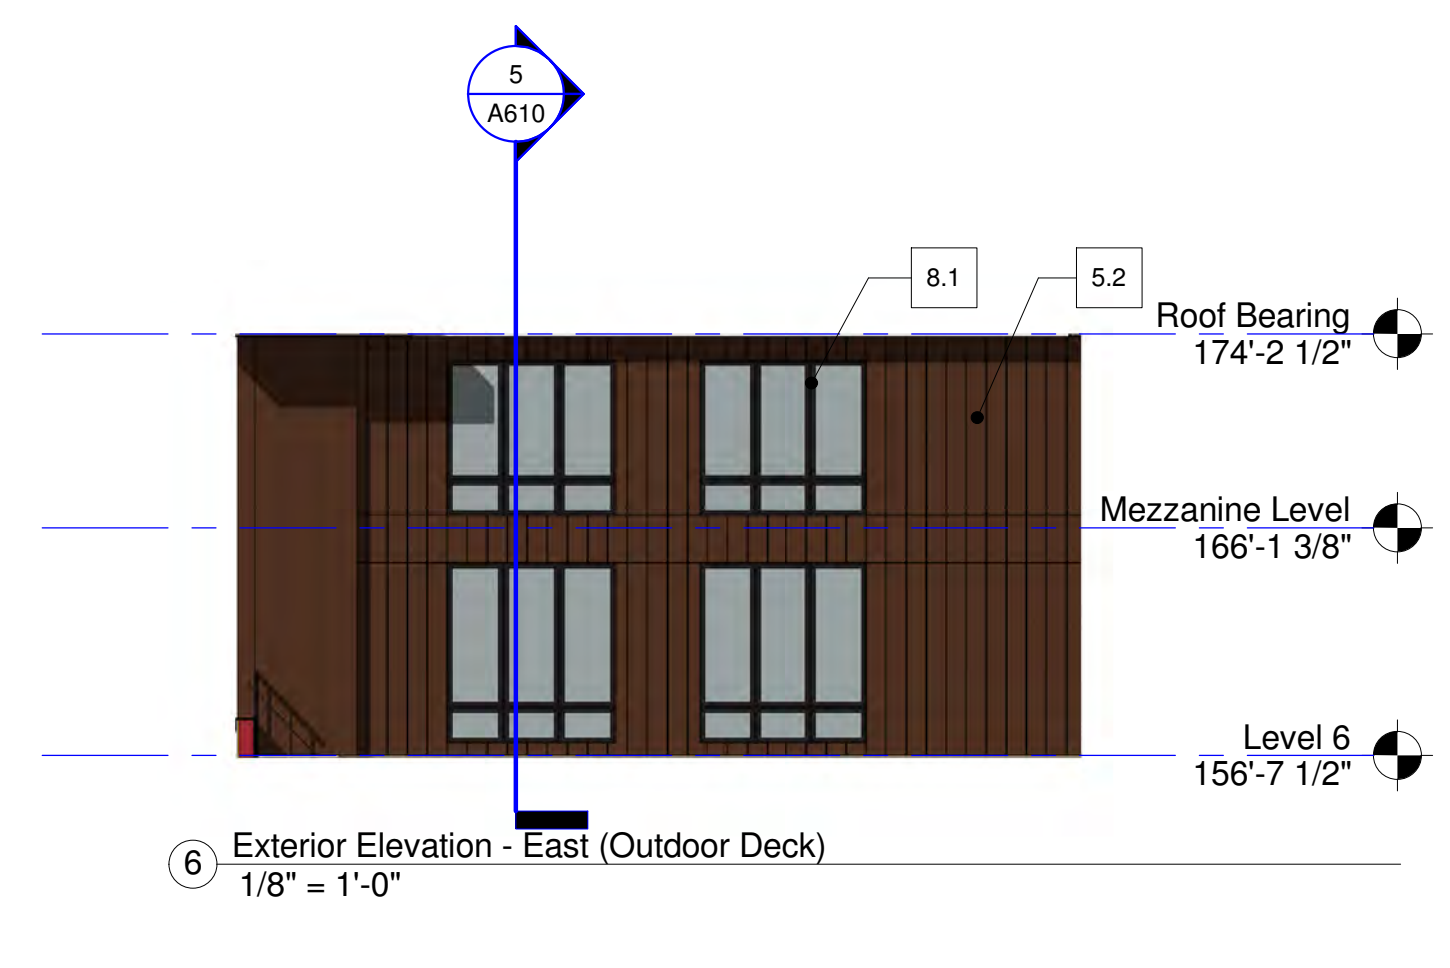 5
A610
8.1
5.2
Roof Bearing
174'-2 1/2"
Mezzanine Level
166'-1 3/8"
Level 6
156'-7 1/2"
6
Exterior Elevation - East (Outdoor Deck)
1/8" = 1'-0"